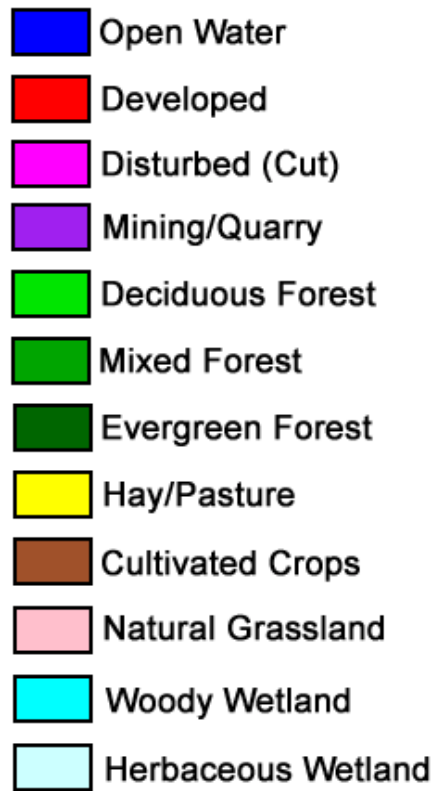 Open Water
Developed
Disturbed (Cut)
Mining/Quarry
Deciduous Forest
Mixed Forest
Evergreen Forest
Hay/Pasture
Cultivated Crops
Natural Grassland
Woody Wetland
Herbaceous Wetland